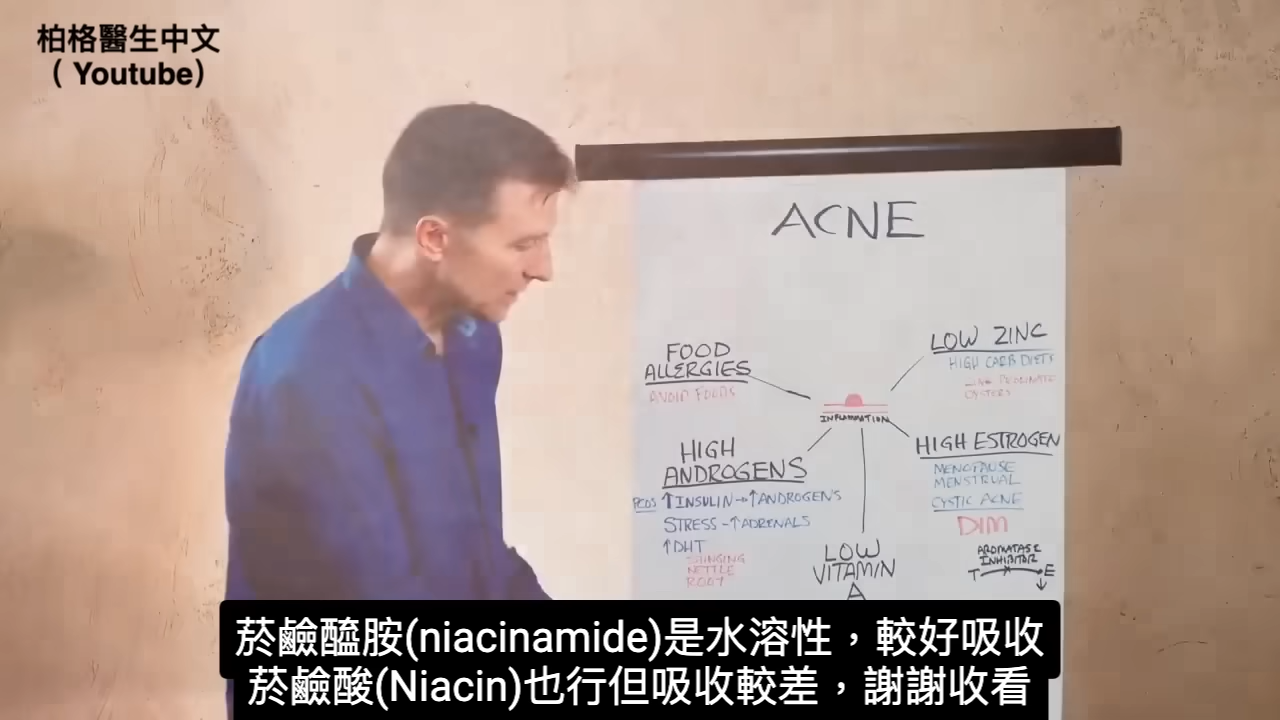 柏格醫生中文
( Youtube)
ACNE
FOOD
ALLERGIES
AVOID FOODS
LOW ZINC
HIGH CARB DIETS
OYSTERS
INFLAMMATION
HIGH
ANDROGENS
PCOS ↑INSULIN→↑ANDROGENS
STRESS -↑ADRENALS
↑DHT
STINGING
NETTLE
ROOT
HIGH ESTROGEN
MENOPAUSE
MENSTRUAL
CYSTIC ACNE
DIM
AROMATASE
INHIBITOR
T E
↓
LOW
VITAMIN
A
菸鹼醯胺(niacinamide)是水溶性，較好吸收
菸鹼酸(Niacin)也行但吸收較差，謝謝收看